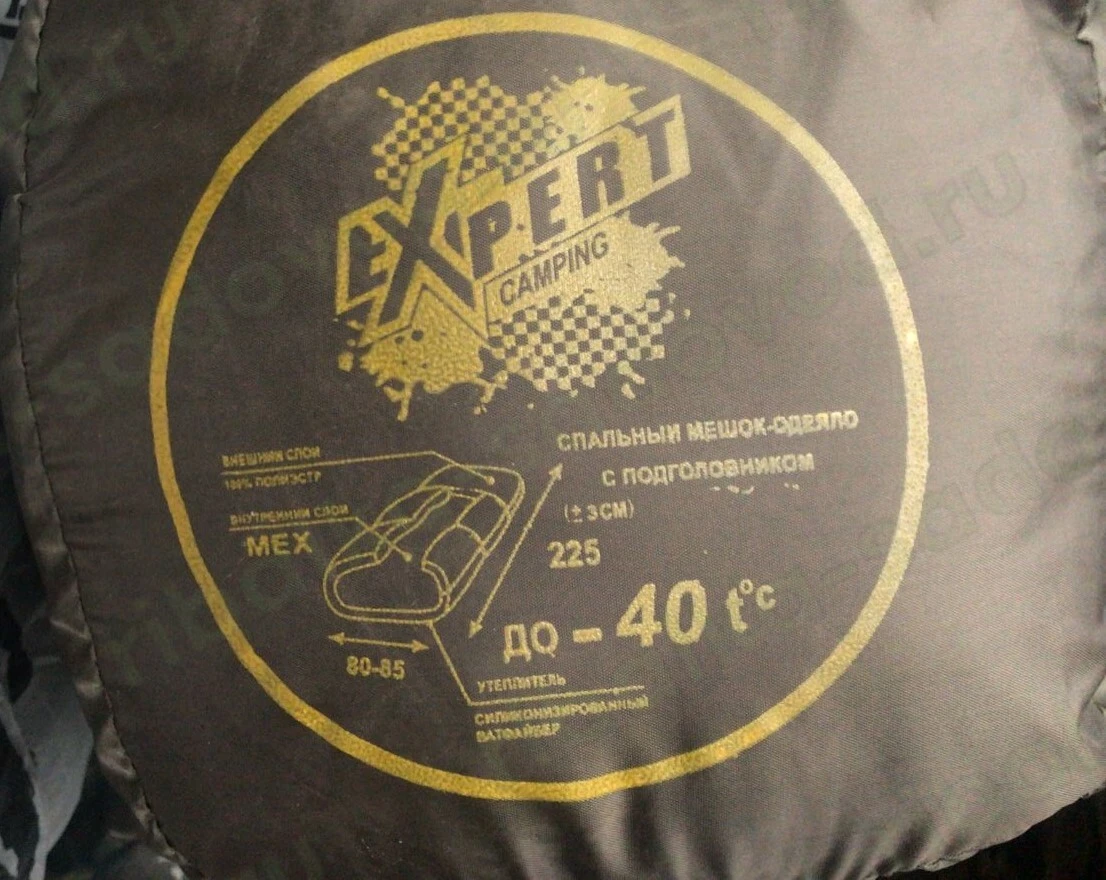 EXPERT
CAMPING
СПАЛЬНЫЙ МЕШОК-ОДЕЯЛО
С ПОДГОЛОВНИКОМ
(± 3СМ)
225
ВНЕШНИЙ СЛОЙ
100% ПОЛИЭСТР
ВНУТРЕННИЙ СЛОЙ
МЕХ
ДО - 40 t°c
80-85
УТЕПЛИТЕЛЬ
СИЛИКОНИЗИРОВАННЫЙ
ВАТФАЙБЕР